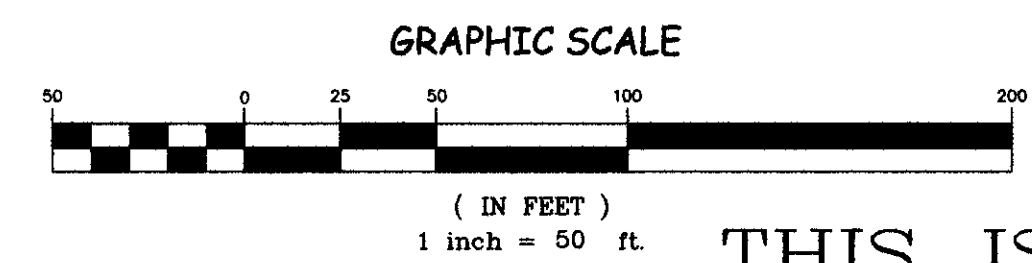 GRAPHIC SCALE
50 0 25 50 100 200
( IN FEET )
1 inch = 50 ft.
THIS IS